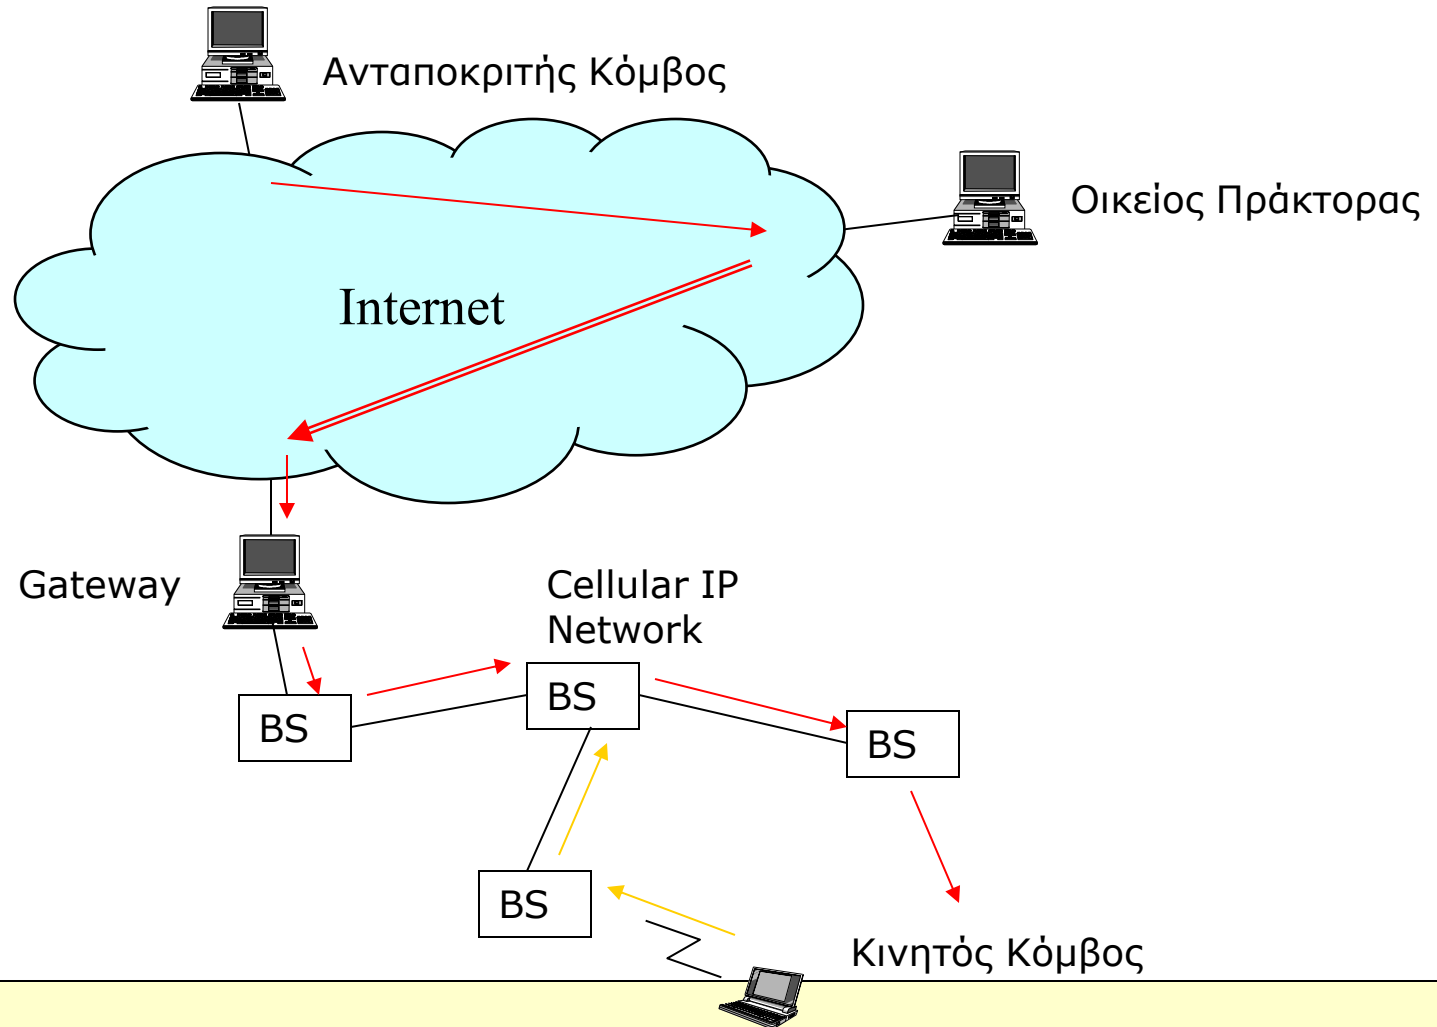 Ανταποκριτής Κόμβος
Οικείος Πράκτορας
Internet
Gateway
Cellular IP
Network
BS
BS
BS
BS
Κινητός Κόμβος